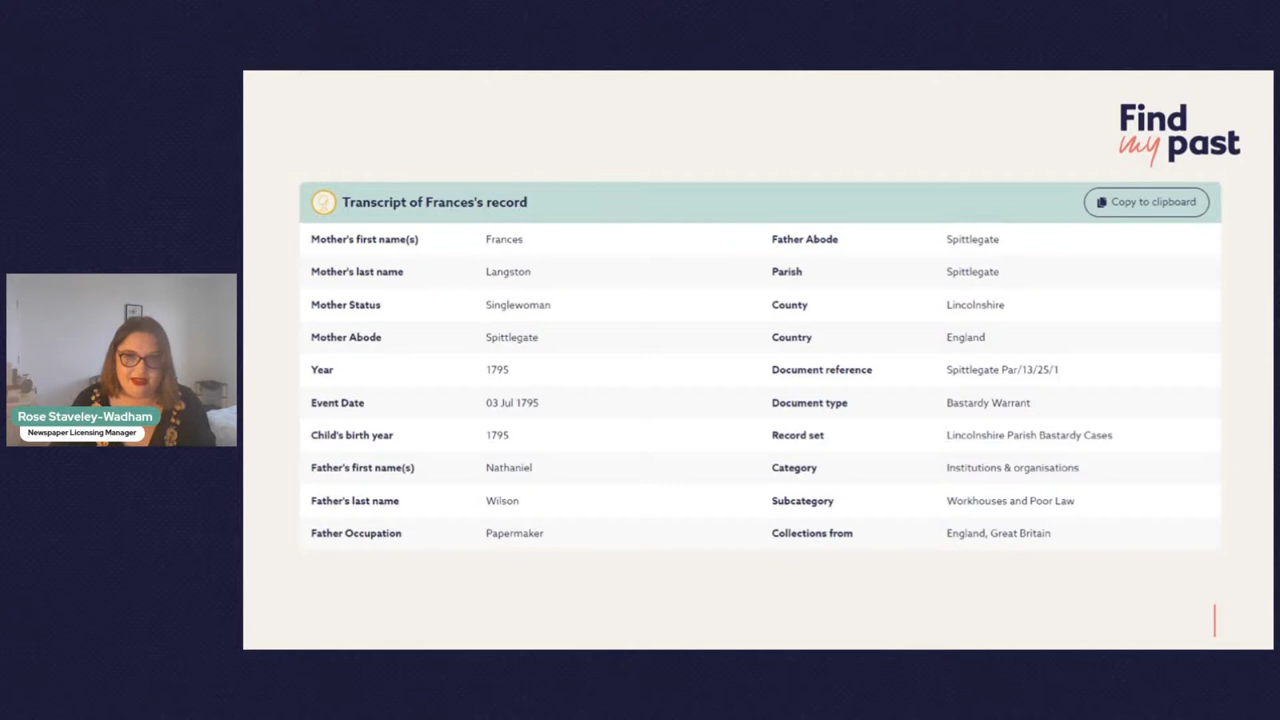 Find
my past
Transcript of Frances's record
Copy to clipboard
Mother's first name(s) Frances Father Abode Spittlegate
Mother's last name Langston Parish Spittlegate
Mother Status Singlewoman County Lincolnshire
Mother Abode Spittlegate Country England
Year 1795 Document reference Spittlegate Par/13/25/1
Event Date 03 Jul 1795 Document type Bastardy Warrant
Child's birth year 1795 Record set Lincolnshire Parish Bastardy Cases
Father's first name(s) Nathaniel Category Institutions & organisations
Father's last name Wilson Subcategory Workhouses and Poor Law
Father Occupation Papermaker Collections from England, Great Britain
Rose Staveley-Wadham
Newspaper Licensing Manager